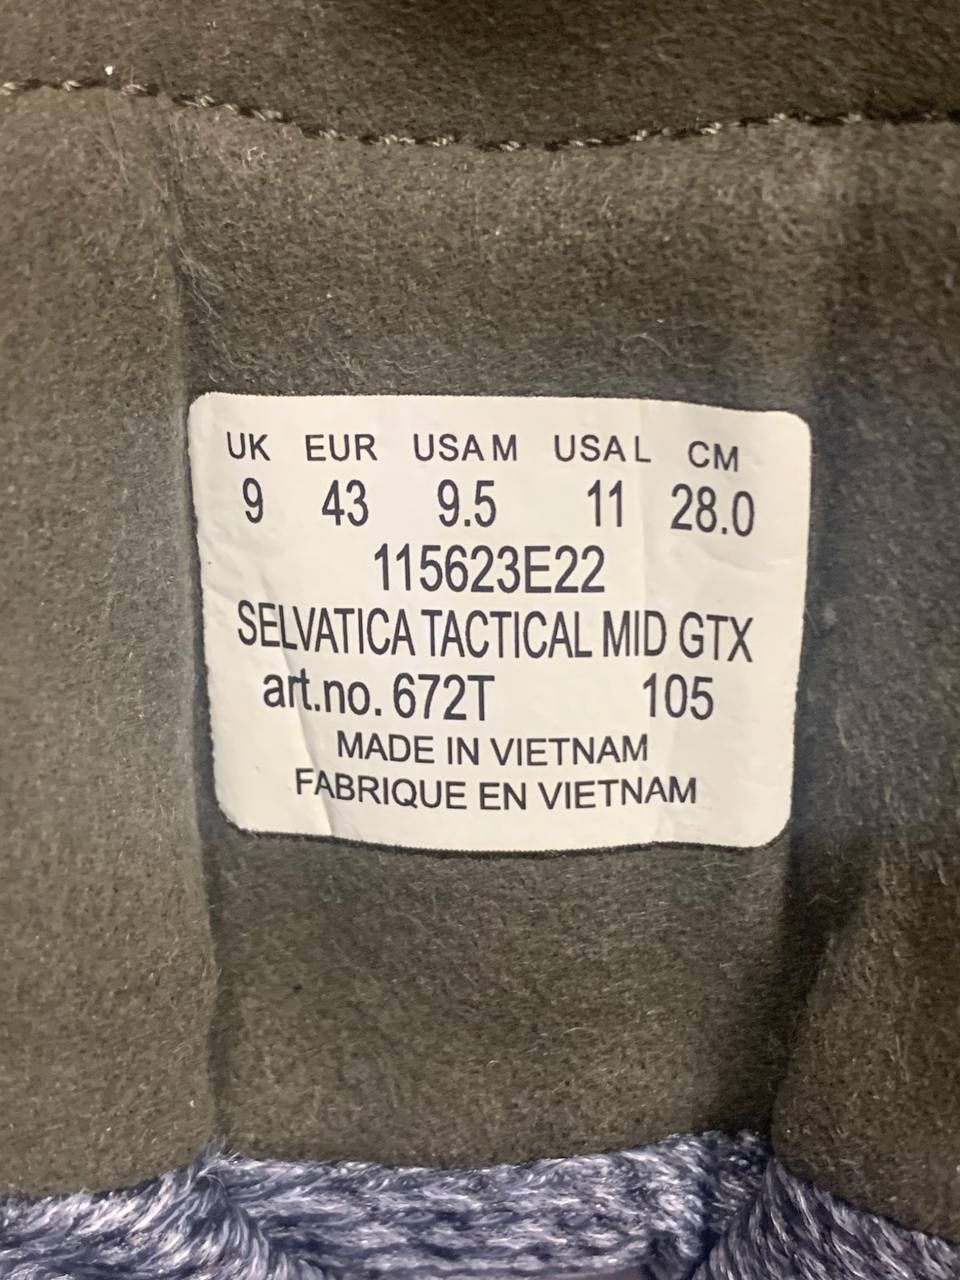 UK EUR USA M USA L CM
9 43 9.5 11 28.0
115623E22
SELVATICA TACTICAL MID GTX
art.no. 672T 105
MADE IN VIETNAM
FABRIQUE EN VIETNAM